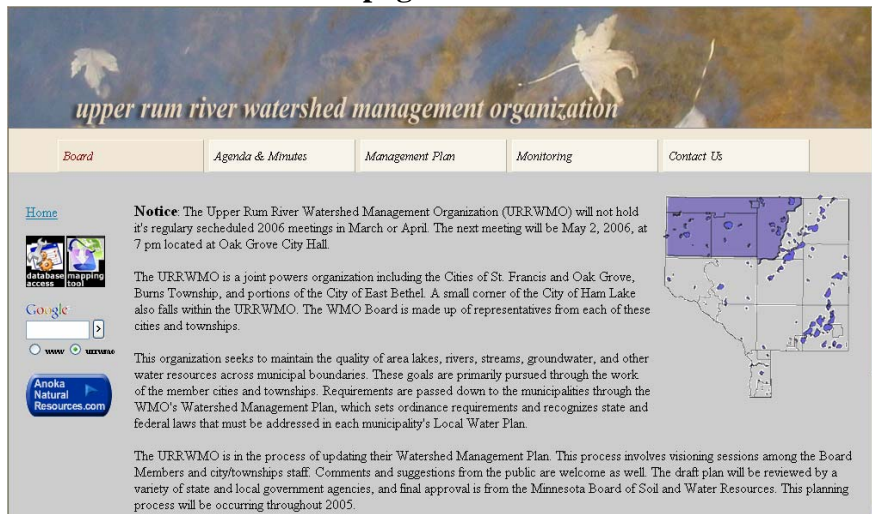 upper rum river watershed management organization
Board
Agenda & Minutes
Management Plan
Monitoring
Contact Us
Home
database access
mapping tool
Google
www
urrwmo
Anoka
Natural
Resources.com
Notice: The Upper Rum River Watershed Management Organization (URRWMO) will not hold
it's regulary secheduled 2006 meetings in March or April. The next meeting will be May 2, 2006, at
7 pm located at Oak Grove City Hall.
The URRWMO is a joint powers organization including the Cities of St. Francis and Oak Grove,
Burns Township, and portions of the City of East Bethel. A small corner of the City of Ham Lake
also falls within the URRWMO. The WMO Board is made up of representatives from each of these
cities and townships.
This organization seeks to maintain the quality of area lakes, rivers, streams, groundwater, and other
water resources across municipal boundaries. These goals are primarily pursued through the work
of the member cities and townships. Requirements are passed down to the municipalities through the
WMO's Watershed Management Plan, which sets ordinance requirements and recognizes state and
federal laws that must be addressed in each municipality's Local Water Plan.
The URRWMO is in the process of updating their Watershed Management Plan. This process involves visioning sessions among the Board
Members and city/townships staff. Comments and suggestions from the public are welcome as well. The draft plan will be reviewed by a
variety of state and local government agencies, and final approval is from the Minnesota Board of Soil and Water Resources. This planning
process will be occurring throughout 2005.